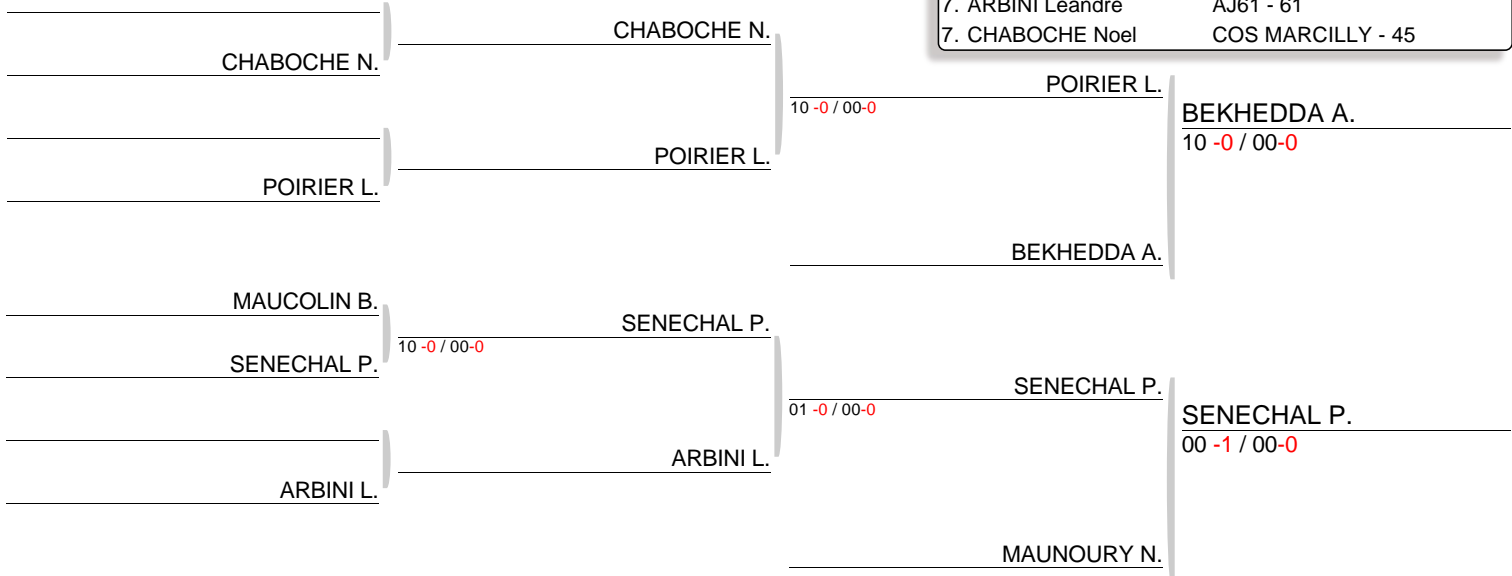 7. ARBINI Leandre AJ61 - 61
7. CHABOCHE Noel COS MARCILLY - 45
CHABOCHE N.
POIRIER L.
MAUCOLIN B.
SENECHAL P.
ARBINI L.
CHABOCHE N.
POIRIER L.
SENECHAL P.
10 -0 / 00-0
ARBINI L.
POIRIER L.
10 -0 / 00-0
BEKHEDDA A.
SENECHAL P.
01 -0 / 00-0
MAUNOURY N.
BEKHEDDA A.
10 -0 / 00-0
SENECHAL P.
00 -1 / 00-0